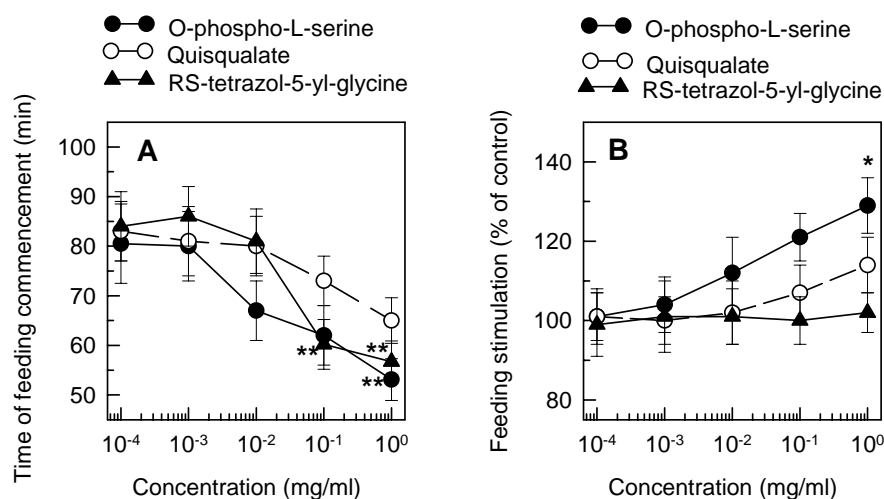 O-phospho-L-serine
Quisqualate
RS-tetrazol-5-yl-glycine
Time of feeding commencement (min)
A
100
90
80
70
60
50
**
**
**
10-4 10-3 10-2 10-1 100
Concentration (mg/ml)
O-phospho-L-serine
Quisqualate
RS-tetrazol-5-yl-glycine
Feeding stimulation (% of control)
B
*
140
120
100
80
10-4 10-3 10-2 10-1 100
Concentration (mg/ml)